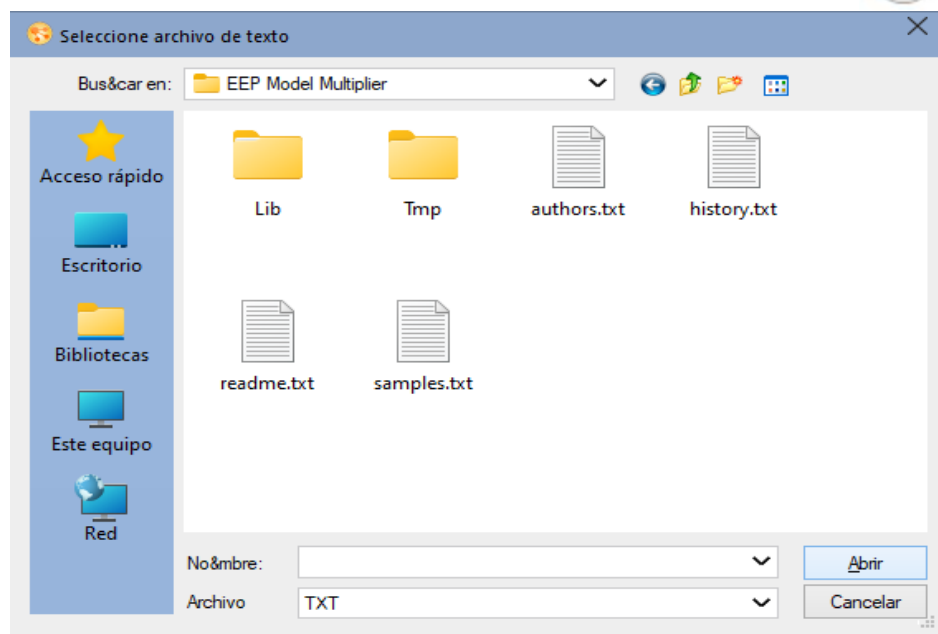 Seleccione archivo de texto
Bus&car en: EEP Model Multiplier
Acceso rápido
Escritorio
Bibliotecas
Este equipo
Red
Lib Tmp authors.txt history.txt
readme.txt samples.txt
No&mbre: Abrir
Archivo TXT Cancelar